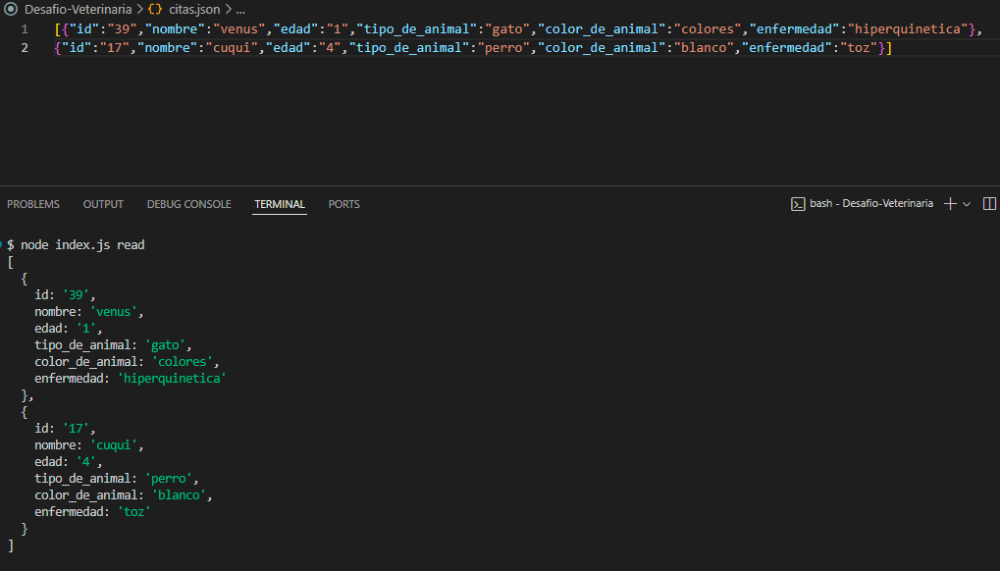 Desafio-Veterinaria > {} citas.json > ...
1 [{"id":"39","nombre":"venus","edad":"1","tipo_de_animal":"gato","color_de_animal":"colores","enfermedad":"hiperquinetica"},
2 {"id":"17","nombre":"cuqui","edad":"4","tipo_de_animal":"perro","color_de_animal":"blanco","enfermedad":"toz"}]
PROBLEMS OUTPUT DEBUG CONSOLE TERMINAL PORTS bash - Desafio-Veterinaria
$ node index.js read
[
  {
    id: '39',
    nombre: 'venus',
    edad: '1',
    tipo_de_animal: 'gato',
    color_de_animal: 'colores',
    enfermedad: 'hiperquinetica'
  },
  {
    id: '17',
    nombre: 'cuqui',
    edad: '4',
    tipo_de_animal: 'perro',
    color_de_animal: 'blanco',
    enfermedad: 'toz'
  }
]